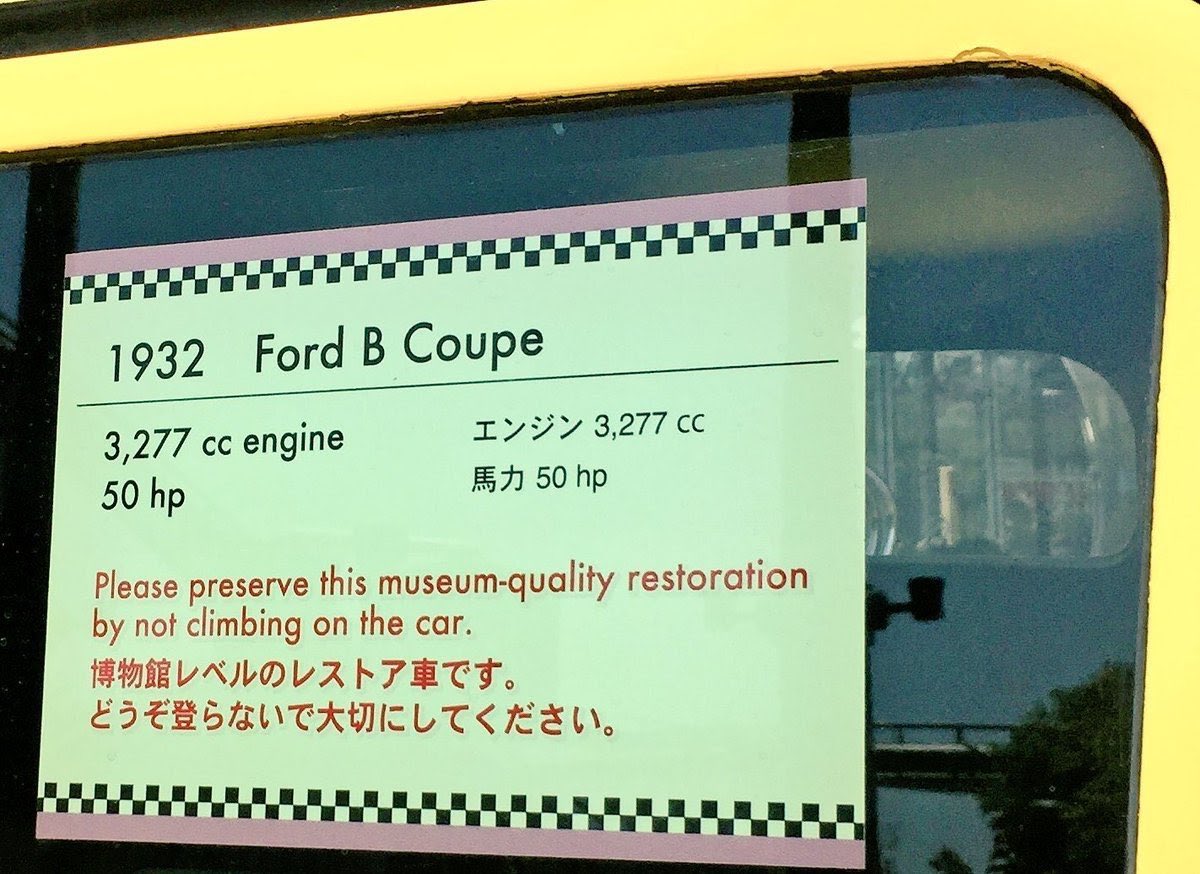 1932 Ford B Coupe
3,277 cc engine
50 hp
エンジン 3,277 cc
馬力 50 hp
Please preserve this museum-quality restoration
by not climbing on the car.
博物館レベルのレストア車です。
どうぞ登らないで大切にしてください。